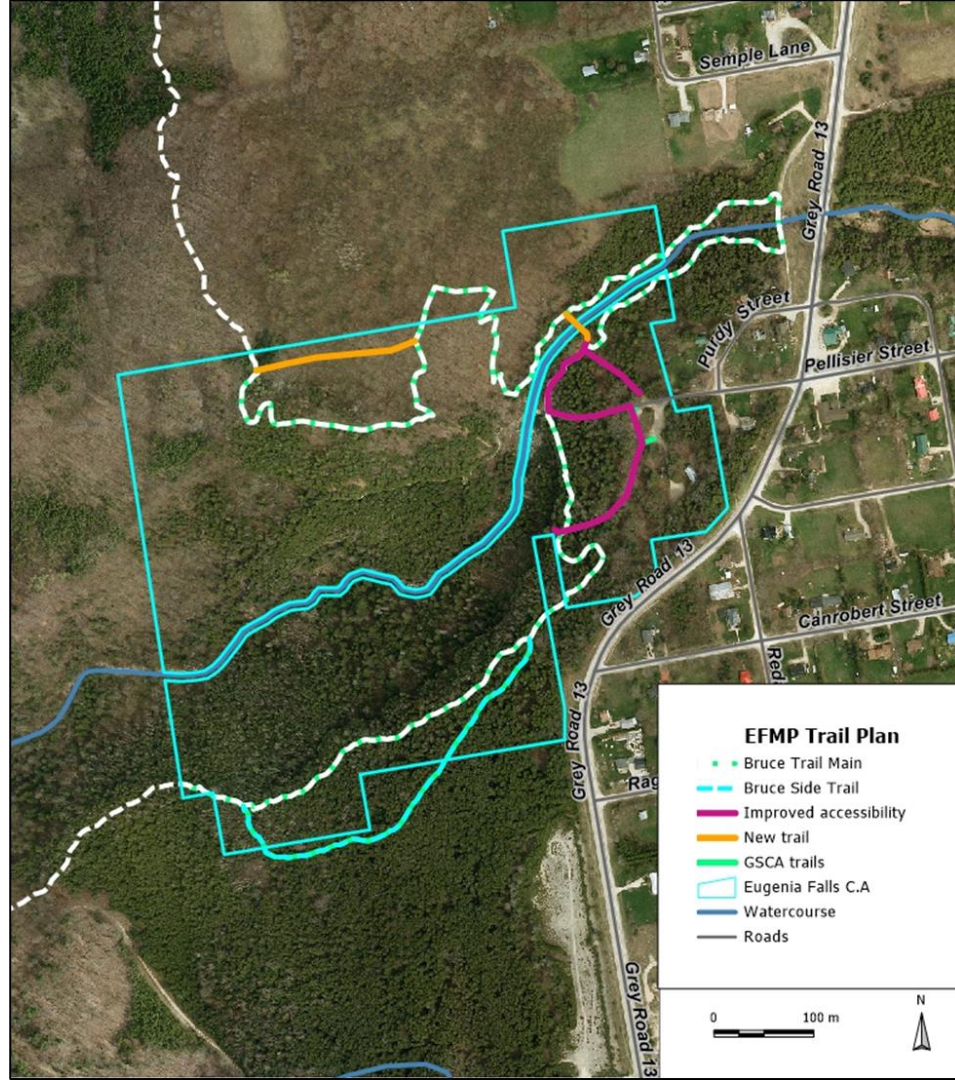 Semple Lane
Grey Road 13
Purdy Street
Pellisier Street
Grey Road 13
Canrobert Street
Grey Road 13
EFMP Trail Plan
Bruce Trail Main
Bruce Side Trail
Improved accessibility
New trail
GSCA trails
Eugenia Falls C.A
Watercourse
Roads
Grey Road 13
0 100 m
N